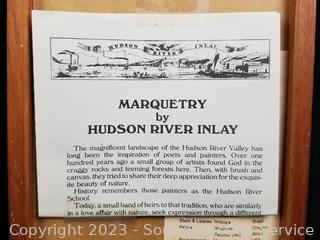 HUDSON RIVER INLAY
MARQUETRY
by
HUDSON RIVER INLAY
The magnificent landscape of the Hudson River Valley has
long been the inspiration of poets and painters. Over one
hundred years ago a small group of artists found God in the
craggy rocks and teeming forests here. Then, with brush and
canvas, they tried to share their deep appreciation for the exquis-
ite beauty of nature.
History remembers those painters as the Hudson River
School.
Today, a small band of heirs to that tradition, who are similarly
in a love affair with nature, seek expression through a different
Stem & Leaves Imbuya
Petals
Copyright 2023 - Sou Service